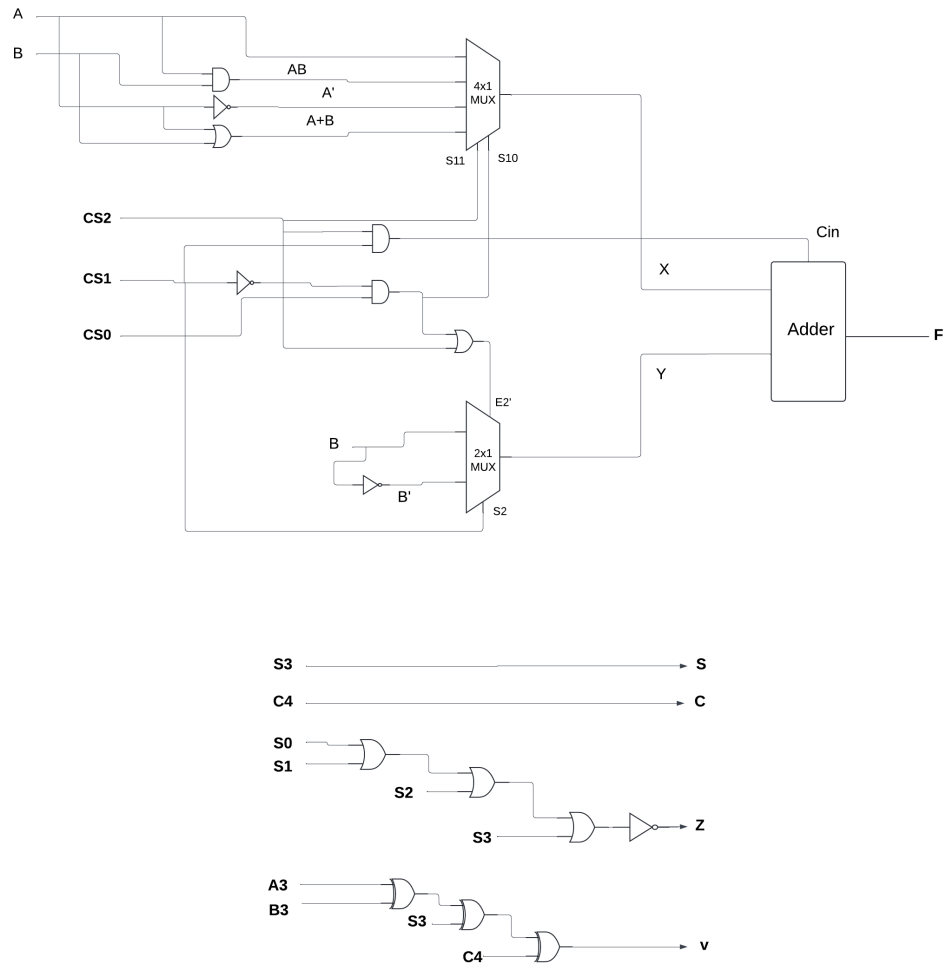 A
B
AB
A'
A+B
4x1
MUX
S11
S10
CS2
Cin
CS1
X
CS0
Adder
F
Y
E2'
B
2x1
MUX
B'
S2
S3
S
C4
C
S0
S1
S2
S3
Z
A3
B3
S3
C4
v